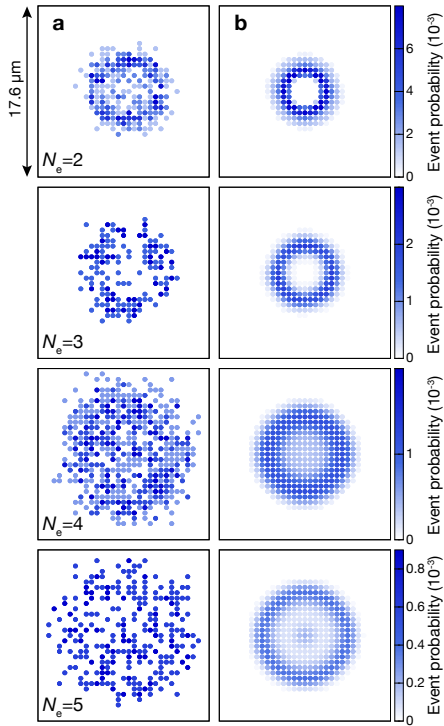 a
b
17.6 μm
Nₑ=2
6
4
2
0
Event probability (10⁻³)
Nₑ=3
2
1
0
Event probability (10⁻³)
Nₑ=4
1
0
Event probability (10⁻³)
Nₑ=5
0.8
0.6
0.4
0.2
0
Event probability (10⁻³)